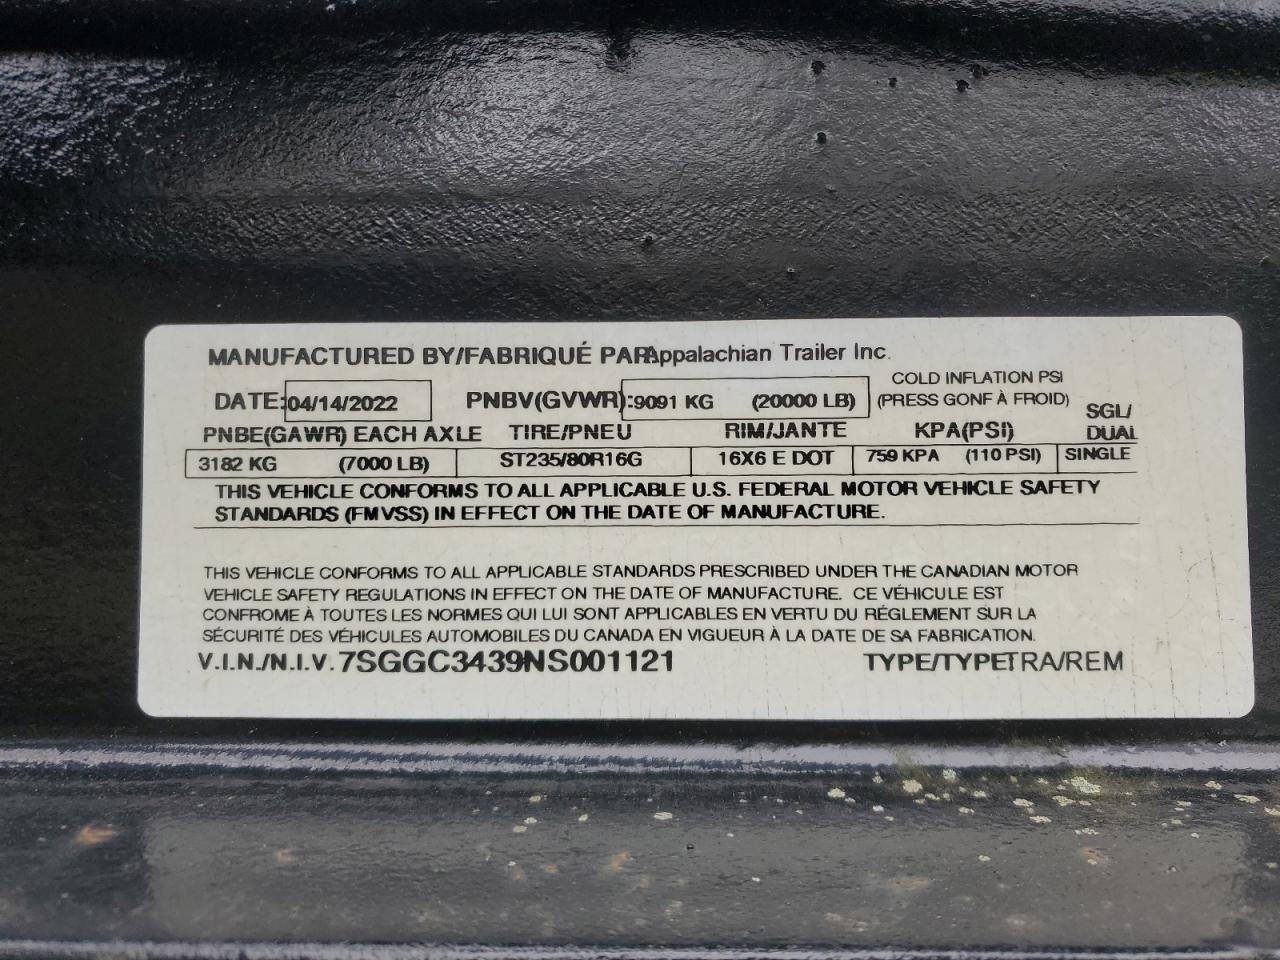 MANUFACTURED BY/FABRIQUÉ PAR: Appalachian Trailer Inc.
COLD INFLATION PSI
DATE: 04/14/2022 PNBV(GVWR): 9091 KG (20000 LB) (PRESS GONF À FROID)
SGL/
PNBE(GAWR) EACH AXLE TIRE/PNEU RIM/JANTE KPA(PSI) DUAL
3182 KG (7000 LB) ST235/80R16G 16X6 E DOT 759 KPA (110 PSI) SINGLE
THIS VEHICLE CONFORMS TO ALL APPLICABLE U.S. FEDERAL MOTOR VEHICLE SAFETY
STANDARDS (FMVSS) IN EFFECT ON THE DATE OF MANUFACTURE.
THIS VEHICLE CONFORMS TO ALL APPLICABLE STANDARDS PRESCRIBED UNDER THE CANADIAN MOTOR
VEHICLE SAFETY REGULATIONS IN EFFECT ON THE DATE OF MANUFACTURE. CE VÉHICULE EST
CONFROME À TOUTES LES NORMES QUI LUI SONT APPLICABLES EN VERTU DU RÉGLEMENT SUR LA
SÉCURITÉ DES VÉHICULES AUTOMOBILES DU CANADA EN VIGUEUR À LA DATE DE SA FABRICATION.
V.I.N./N.I.V. 7SGGC3439NS001121 TYPE/TYPE TRA/REM